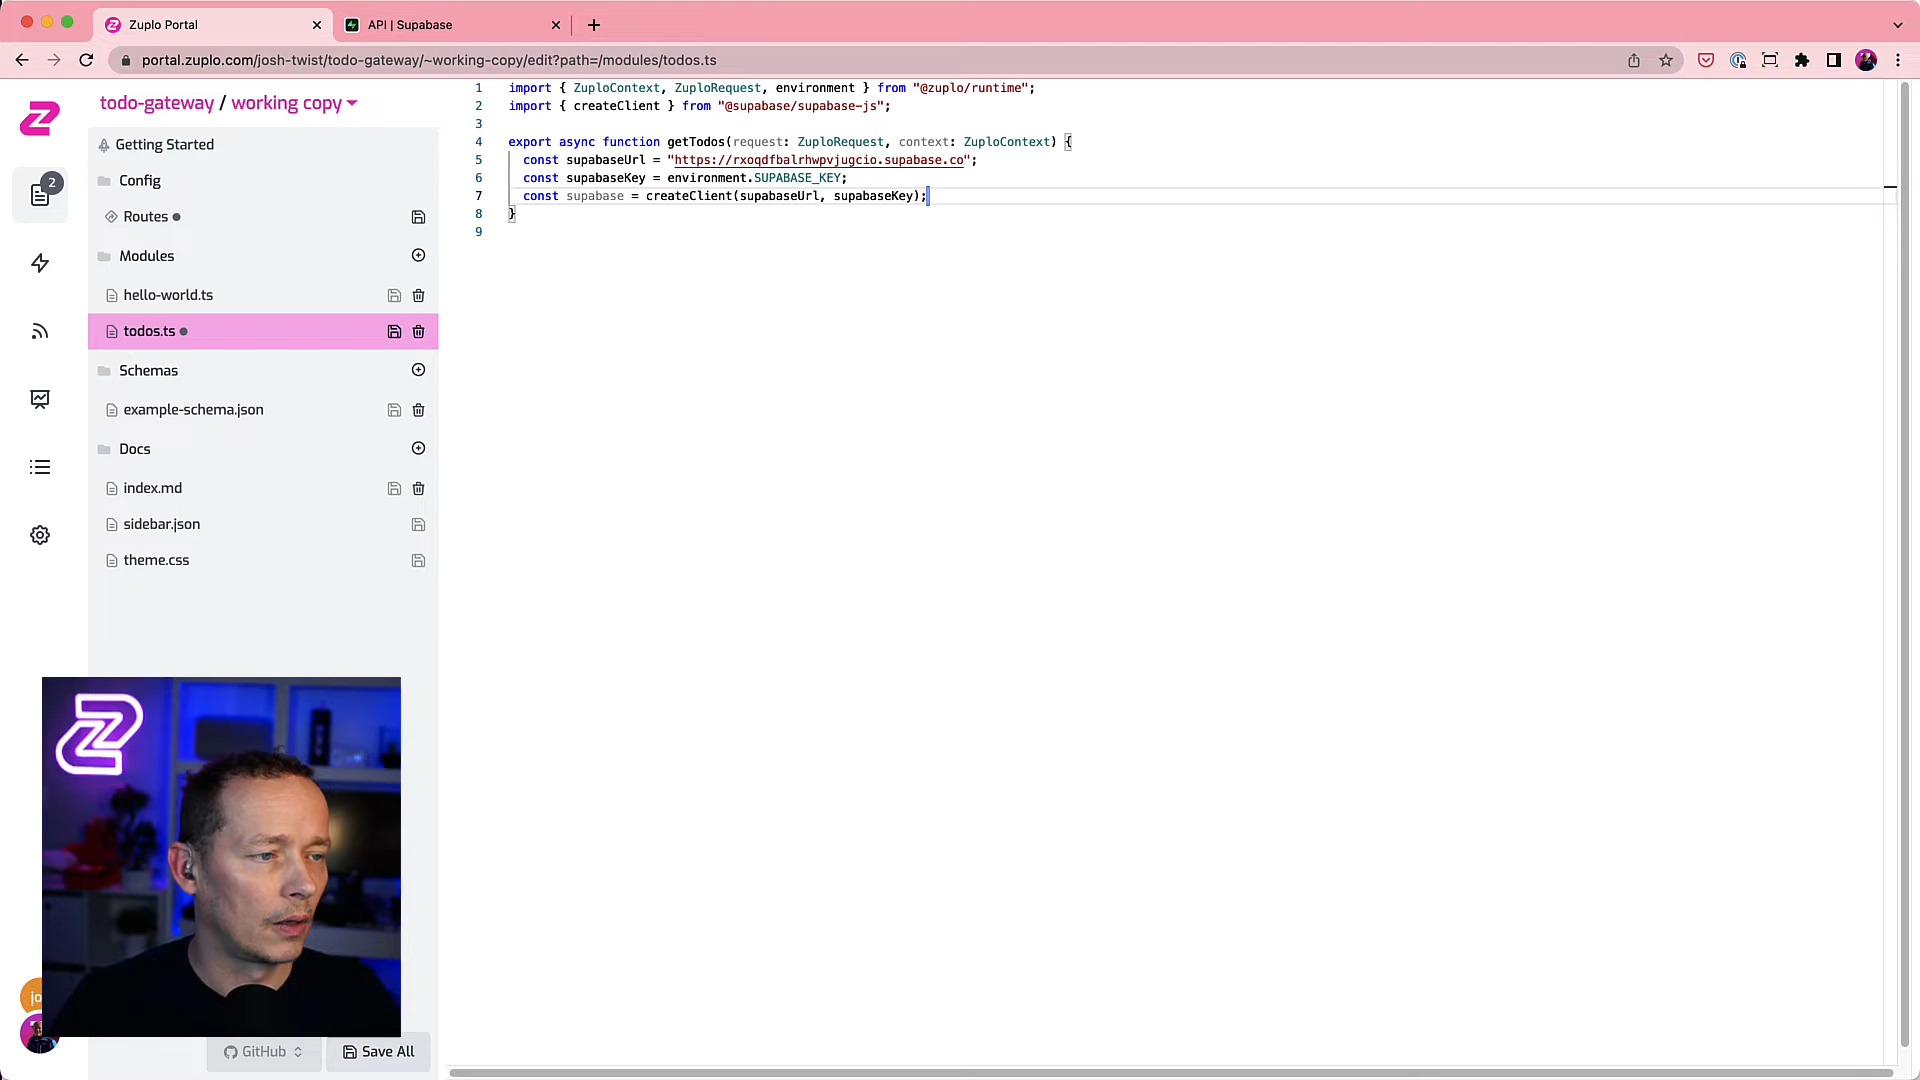 Zuplo Portal
API | Supabase
portal.zuplo.com/josh-twist/todo-gateway/~working-copy/edit?path=/modules/todos.ts
todo-gateway / working copy
Getting Started
Config
2
Routes
Modules
hello-world.ts
todos.ts
Schemas
example-schema.json
Docs
index.md
sidebar.json
theme.css
jo
GitHub
Save All
1 import { ZuploContext, ZuploRequest, environment } from "@zuplo/runtime";
2 import { createClient } from "@supabase/supabase-js";
3
4 export async function getTodos(request: ZuploRequest, context: ZuploContext) {
5 const supabaseUrl = "https://rxoqdfbalrhwpvjugcio.supabase.co";
6 const supabaseKey = environment.SUPABASE_KEY;
7 const supabase = createClient(supabaseUrl, supabaseKey);
8 }
9